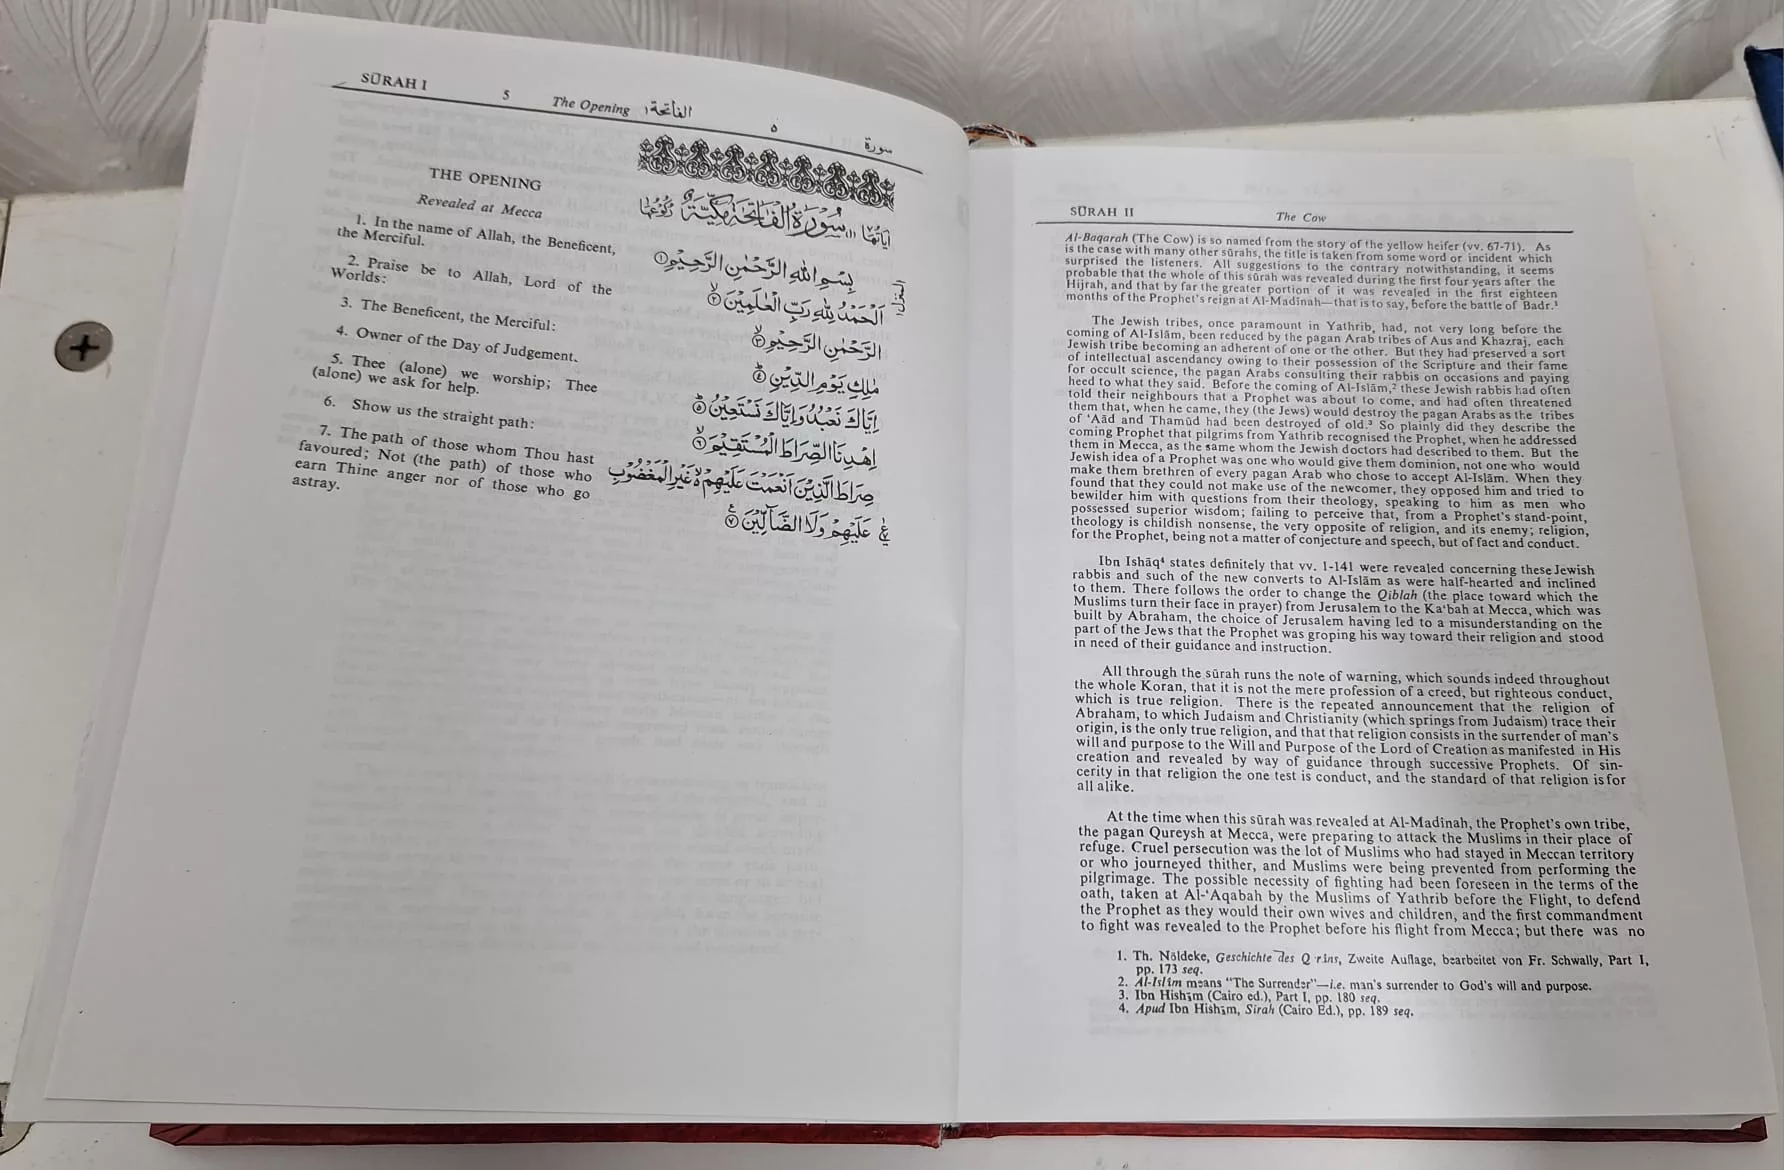 SŪRAH I 5 The Opening الفاتحة ١ ٥ سورة
THE OPENING
Revealed at Mecca
1. In the name of Allah, the Beneficent,
the Merciful.
2. Praise be to Allah, Lord of the
Worlds:
3. The Beneficent, the Merciful:
4. Owner of the Day of Judgement.
5. Thee (alone) we worship; Thee
(alone) we ask for help.
6. Show us the straight path:
7. The path of those whom Thou hast
favoured; Not (the path) of those who
earn Thine anger nor of those who go
astray.
اٰيَاتُهَا ٧ (١) سُوْرَةُ الْفَاتِحَةِ مَكِّيَّةٌ رُكُوْعُهَا
بِسْمِ اللّٰهِ الرَّحْمٰنِ الرَّحِيْمِ ۝١
اَلْحَمْدُ لِلّٰهِ رَبِّ الْعٰلَمِيْنَ ۝٢
الرَّحْمٰنِ الرَّحِيْمِ ۝٣
مٰلِكِ يَوْمِ الدِّيْنِ ۝٤
اِيَّاكَ نَعْبُدُ وَاِيَّاكَ نَسْتَعِيْنُ ۝٥
اِهْدِنَا الصِّرَاطَ الْمُسْتَقِيْمَ ۝٦
صِرَاطَ الَّذِيْنَ اَنْعَمْتَ عَلَيْهِمْ غَيْرِ الْمَغْضُوْبِ
عَلَيْهِمْ وَلَا الضَّآلِّيْنَ ۝٧
SŪRAH II The Cow
Al-Baqarah (The Cow) is so named from the story of the yellow heifer (vv. 67-71). As
is the case with many other sūrahs, the title is taken from some word or incident which
surprised the listeners. All suggestions to the contrary notwithstanding, it seems
probable that the whole of this sūrah was revealed during the first four years after the
Hijrah, and that by far the greater portion of it was revealed in the first eighteen
months of the Prophet's reign at Al-Madīnah—that is to say, before the battle of Badr.¹
The Jewish tribes, once paramount in Yathrib, had, not very long before the
coming of Al-Islām, been reduced by the pagan Arab tribes of Aus and Khazraj, each
Jewish tribe becoming an adherent of one or the other. But they had preserved a sort
of intellectual ascendancy owing to their possession of the Scripture and their fame
for occult science, the pagan Arabs consulting their rabbis on occasions and paying
heed to what they said. Before the coming of Al-Islām,² these Jewish rabbis had often
told their neighbours that a Prophet was about to come, and had often threatened
them that, when he came, they (the Jews) would destroy the pagan Arabs as the tribes
of ‘Aād and Thamūd had been destroyed of old.³ So plainly did they describe the
coming Prophet that pilgrims from Yathrib recognised the Prophet, when he addressed
them in Mecca, as the same whom the Jewish doctors had described to them. But the
Jewish idea of a Prophet was one who would give them dominion, not one who would
make them brethren of every pagan Arab who chose to accept Al-Islām. When they
found that they could not make use of the newcomer, they opposed him and tried to
bewilder him with questions from their theology, speaking to him as men who
possessed superior wisdom; failing to perceive that, from a Prophet's stand-point,
theology is childish nonsense, the very opposite of religion, and its enemy; religion,
for the Prophet, being not a matter of conjecture and speech, but of fact and conduct.
Ibn Ishāq⁴ states definitely that vv. 1-141 were revealed concerning these Jewish
rabbis and such of the new converts to Al-Islām as were half-hearted and inclined
to them. There follows the order to change the Qiblah (the place toward which the
Muslims turn their face in prayer) from Jerusalem to the Ka‘bah at Mecca, which was
built by Abraham, the choice of Jerusalem having led to a misunderstanding on the
part of the Jews that the Prophet was groping his way toward their religion and stood
in need of their guidance and instruction.
All through the sūrah runs the note of warning, which sounds indeed throughout
the whole Koran, that it is not the mere profession of a creed, but righteous conduct,
which is true religion. There is the repeated announcement that the religion of
Abraham, to which Judaism and Christianity (which springs from Judaism) trace their
origin, is the only true religion, and that that religion consists in the surrender of man's
will and purpose to the Will and Purpose of the Lord of Creation as manifested in His
creation and revealed by way of guidance through successive Prophets. Of sin-
cerity in that religion the one test is conduct, and the standard of that religion is for
all alike.
At the time when this sūrah was revealed at Al-Madīnah, the Prophet's own tribe,
the pagan Qureysh at Mecca, were preparing to attack the Muslims in their place of
refuge. Cruel persecution was the lot of Muslims who had stayed in Meccan territory
or who journeyed thither, and Muslims were being prevented from performing the
pilgrimage. The possible necessity of fighting had been foreseen in the terms of the
oath, taken at Al-‘Aqabah by the Muslims of Yathrib before the Flight, to defend
the Prophet as they would their own wives and children, and the first commandment
to fight was revealed to the Prophet before his flight from Mecca; but there was no
1. Th. Nöldeke, Geschichte des Qorâns, Zweite Auflage, bearbeitet von Fr. Schwally, Part I,
pp. 173 seq.
2. Al-Islām means "The Surrender"—i.e. man's surrender to God's will and purpose.
3. Ibn Hishām (Cairo ed.), Part I, pp. 180 seq.
4. Apud Ibn Hishām, Sirah (Cairo Ed.), pp. 189 seq.